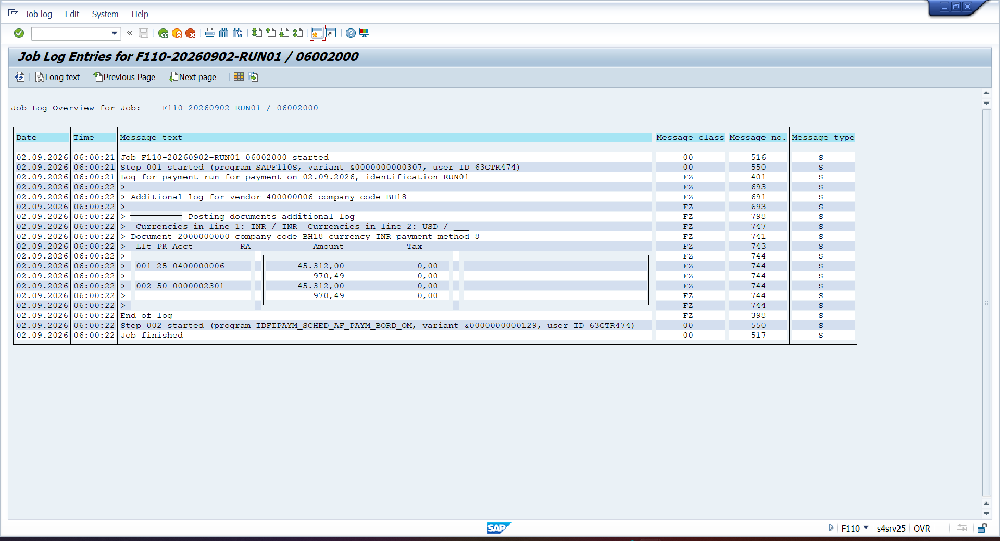 Job log Edit System Help
Job Log Entries for F110-20260902-RUN01 / 06002000
Long text Previous Page Next page
Job Log Overview for Job: F110-20260902-RUN01 / 06002000
Date Time Message text Message class Message no. Message type
02.09.2026 06:00:21 Job F110-20260902-RUN01 06002000 started 00 516 S
02.09.2026 06:00:21 Step 001 started (program SAPF110S, variant &0000000000307, user ID 63GTR474) 00 550 S
02.09.2026 06:00:21 Log for payment run for payment on 02.09.2026, identification RUN01 FZ 401 S
02.09.2026 06:00:22 > FZ 693 S
02.09.2026 06:00:22 > Additional log for vendor 400000006 company code BH18 FZ 691 S
02.09.2026 06:00:22 > FZ 693 S
02.09.2026 06:00:22 > Posting documents additional log FZ 798 S
02.09.2026 06:00:22 > Currencies in line 1: INR / INR Currencies in line 2: USD / ___ FZ 747 S
02.09.2026 06:00:22 > Document 2000000000 company code BH18 currency INR payment method 8 FZ 741 S
02.09.2026 06:00:22 > LIt PK Acct RA Amount Tax FZ 743 S
02.09.2026 06:00:22 > FZ 744 S
02.09.2026 06:00:22 > 001 25 0400000006 45.312,00 0,00 FZ 744 S
02.09.2026 06:00:22 > 970,49 0,00 FZ 744 S
02.09.2026 06:00:22 > 002 50 0000002301 45.312,00 0,00 FZ 744 S
02.09.2026 06:00:22 > 970,49 0,00 FZ 744 S
02.09.2026 06:00:22 > FZ 744 S
02.09.2026 06:00:22 End of log FZ 398 S
02.09.2026 06:00:22 Step 002 started (program IDFIPAYM_SCHED_AF_PAYM_BORD_OM, variant &0000000000129, user ID 63GTR474) 00 550 S
02.09.2026 06:00:22 Job finished 00 517 S
SAP
F110 s4srv25 OVR